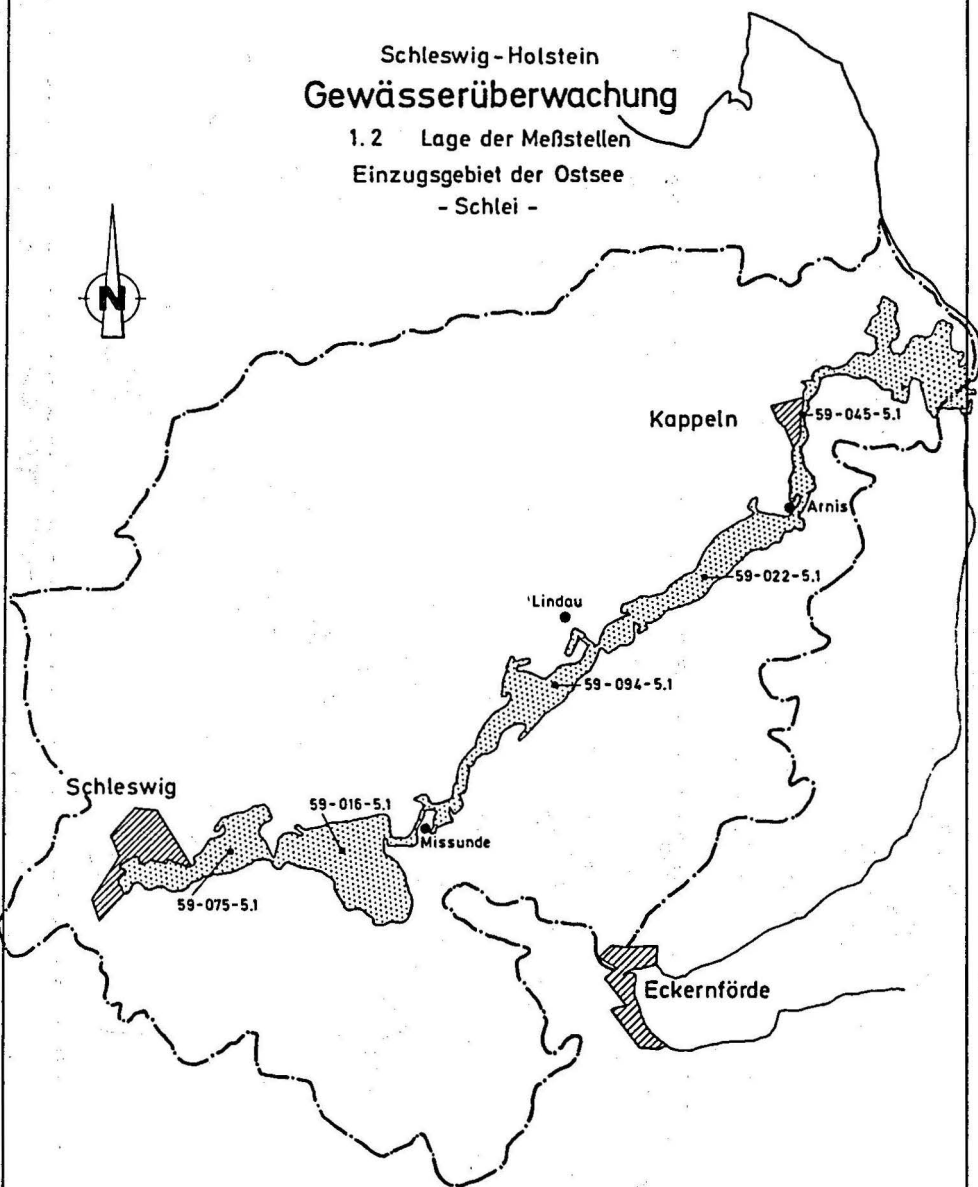 Schleswig-Holstein
Gewässerüberwachung
1.2 Lage der Meßstellen
Einzugsgebiet der Ostsee
- Schlei -
N
Kappeln
59-045-5.1
Arnis
59-022-5.1
Lindau
59-094-5.1
Schleswig
59-016-5.1
Missunde
59-075-5.1
Eckernförde